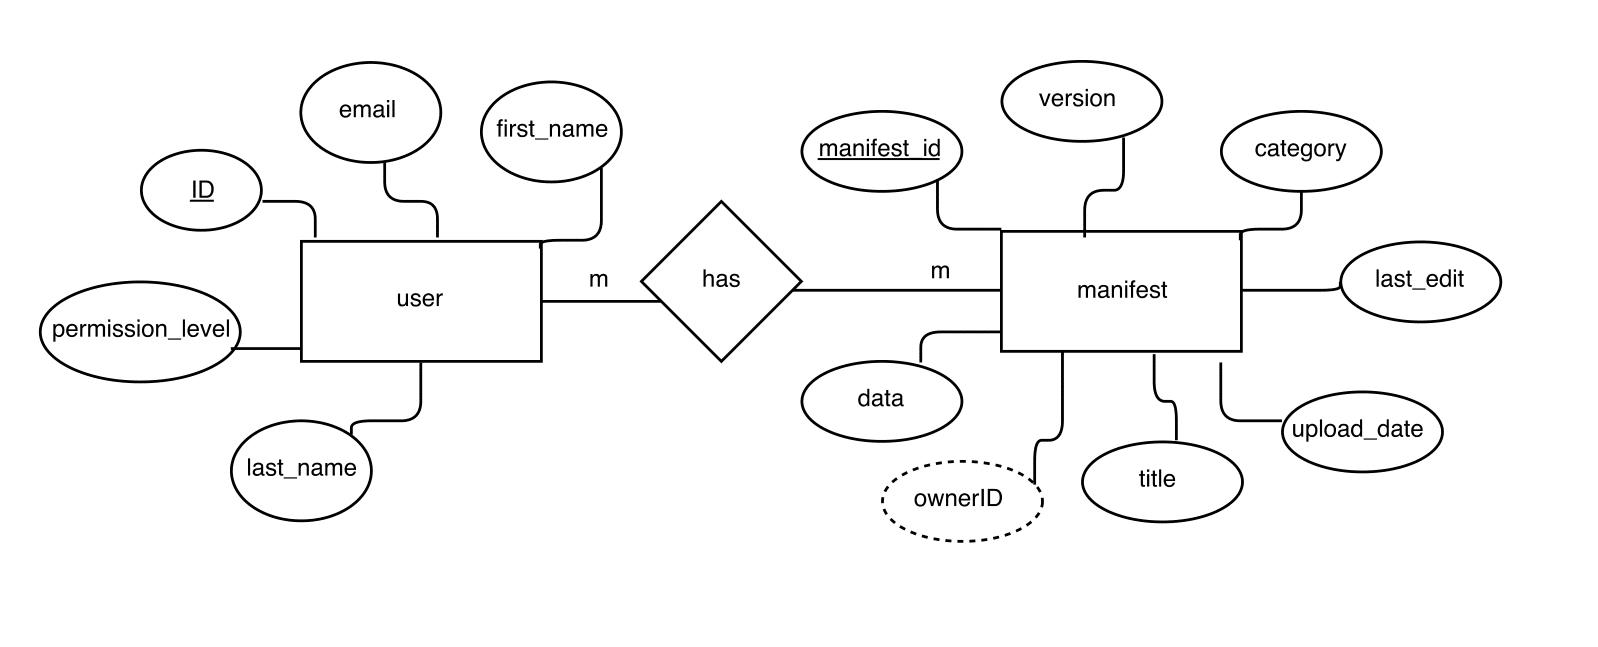 email
first_name
ID
permission_level
user
last_name
m
has
m
manifest_id
version
category
manifest
last_edit
data
ownerID
title
upload_date